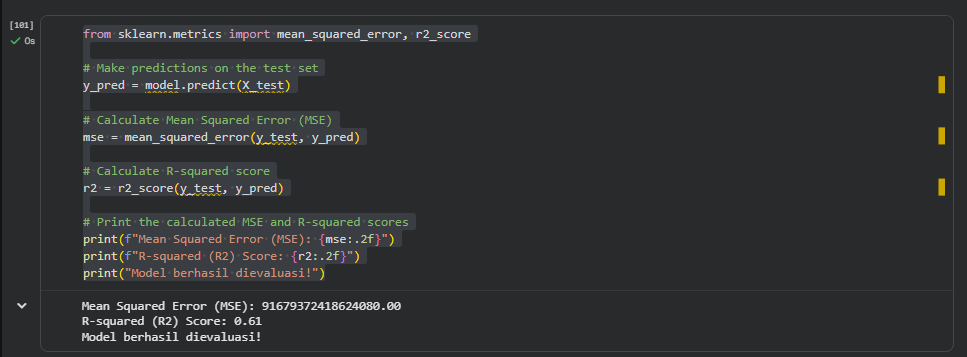 [101]
0s
from sklearn.metrics import mean_squared_error, r2_score
# Make predictions on the test set
y_pred = model.predict(X_test)
# Calculate Mean Squared Error (MSE)
mse = mean_squared_error(y_test, y_pred)
# Calculate R-squared score
r2 = r2_score(y_test, y_pred)
# Print the calculated MSE and R-squared scores
print(f"Mean Squared Error (MSE): {mse:.2f}")
print(f"R-squared (R2) Score: {r2:.2f}")
print("Model berhasil dievaluasi!")
Mean Squared Error (MSE): 91679372418624080.00
R-squared (R2) Score: 0.61
Model berhasil dievaluasi!